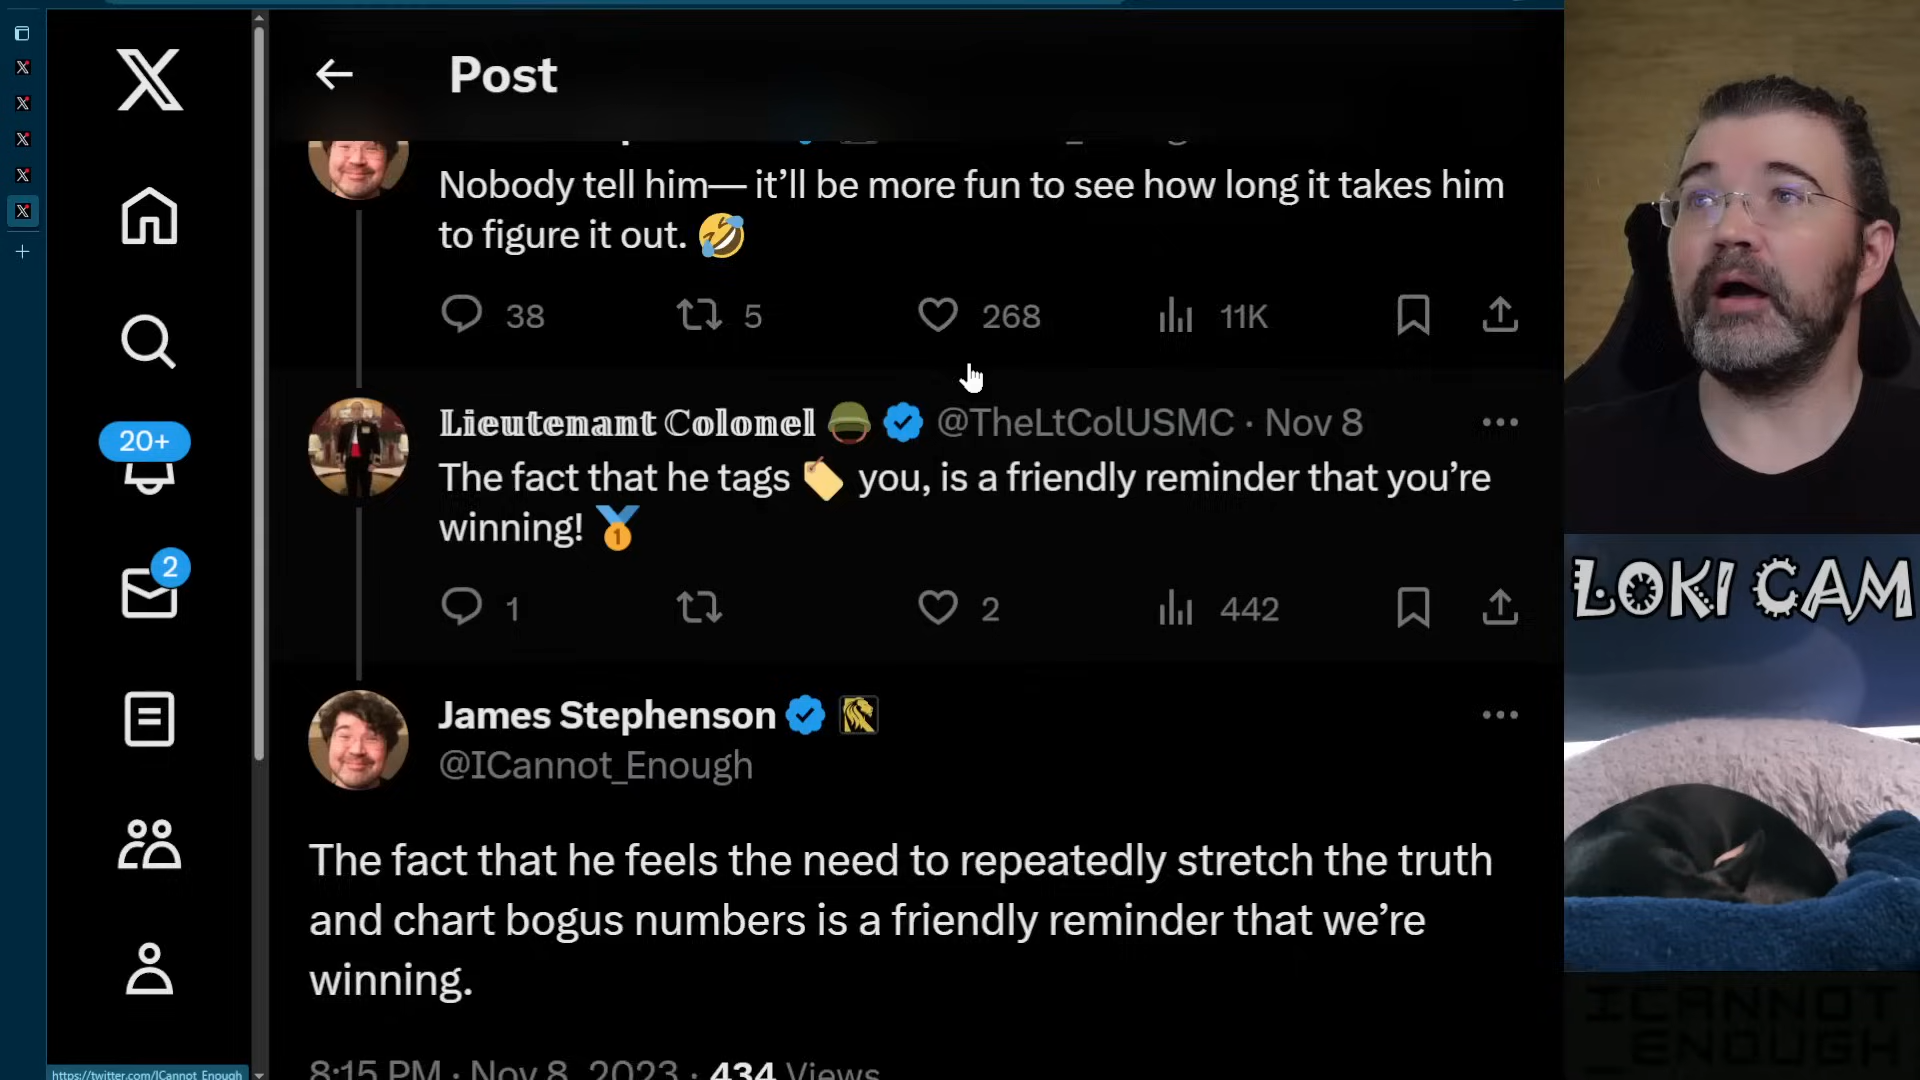 Post
Nobody tell him— it’ll be more fun to see how long it takes him
to figure it out. 🤣
38 5 268 11K
𝕃𝕚𝕖𝕦𝕥𝕖𝕟𝕒𝕟𝕥 ℂ𝕠𝕝𝕠𝕟𝕖𝕝 🪖 @TheLtColUSMC · Nov 8
The fact that he tags 🏷️ you, is a friendly reminder that you’re
winning! 🥇
1 2 442
James Stephenson
@ICannot_Enough
The fact that he feels the need to repeatedly stretch the truth
and chart bogus numbers is a friendly reminder that we’re
winning.
8:15 PM · Nov 8, 2023 · 434 Views
20+
2
https://twitter.com/ICannot_Enough
LOKI CAM
ICANNOT
ENOUGH